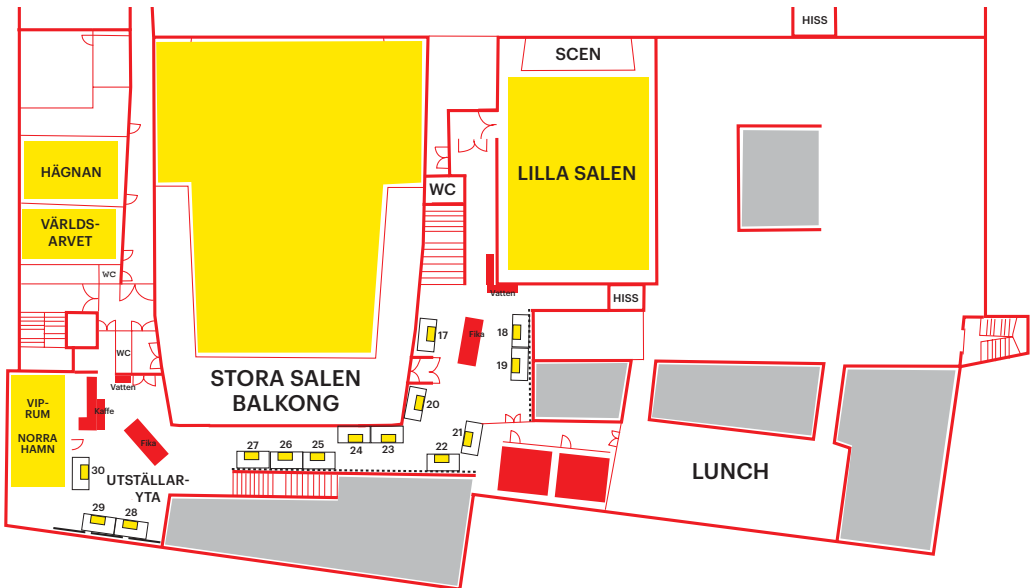 HISS
SCEN
HÄGNAN
LILLA SALEN
WC
VÄRLDS-
ARVET
WC
Vatten
HISS
17
Fika
18
WC
19
STORA SALEN
BALKONG
Vatten
VIP-
RUM
NORRA
HAMN
Kaffe
Fika
20
21
27
26
25
24
23
22
30
UTSTÄLLAR-
YTA
LUNCH
29
28